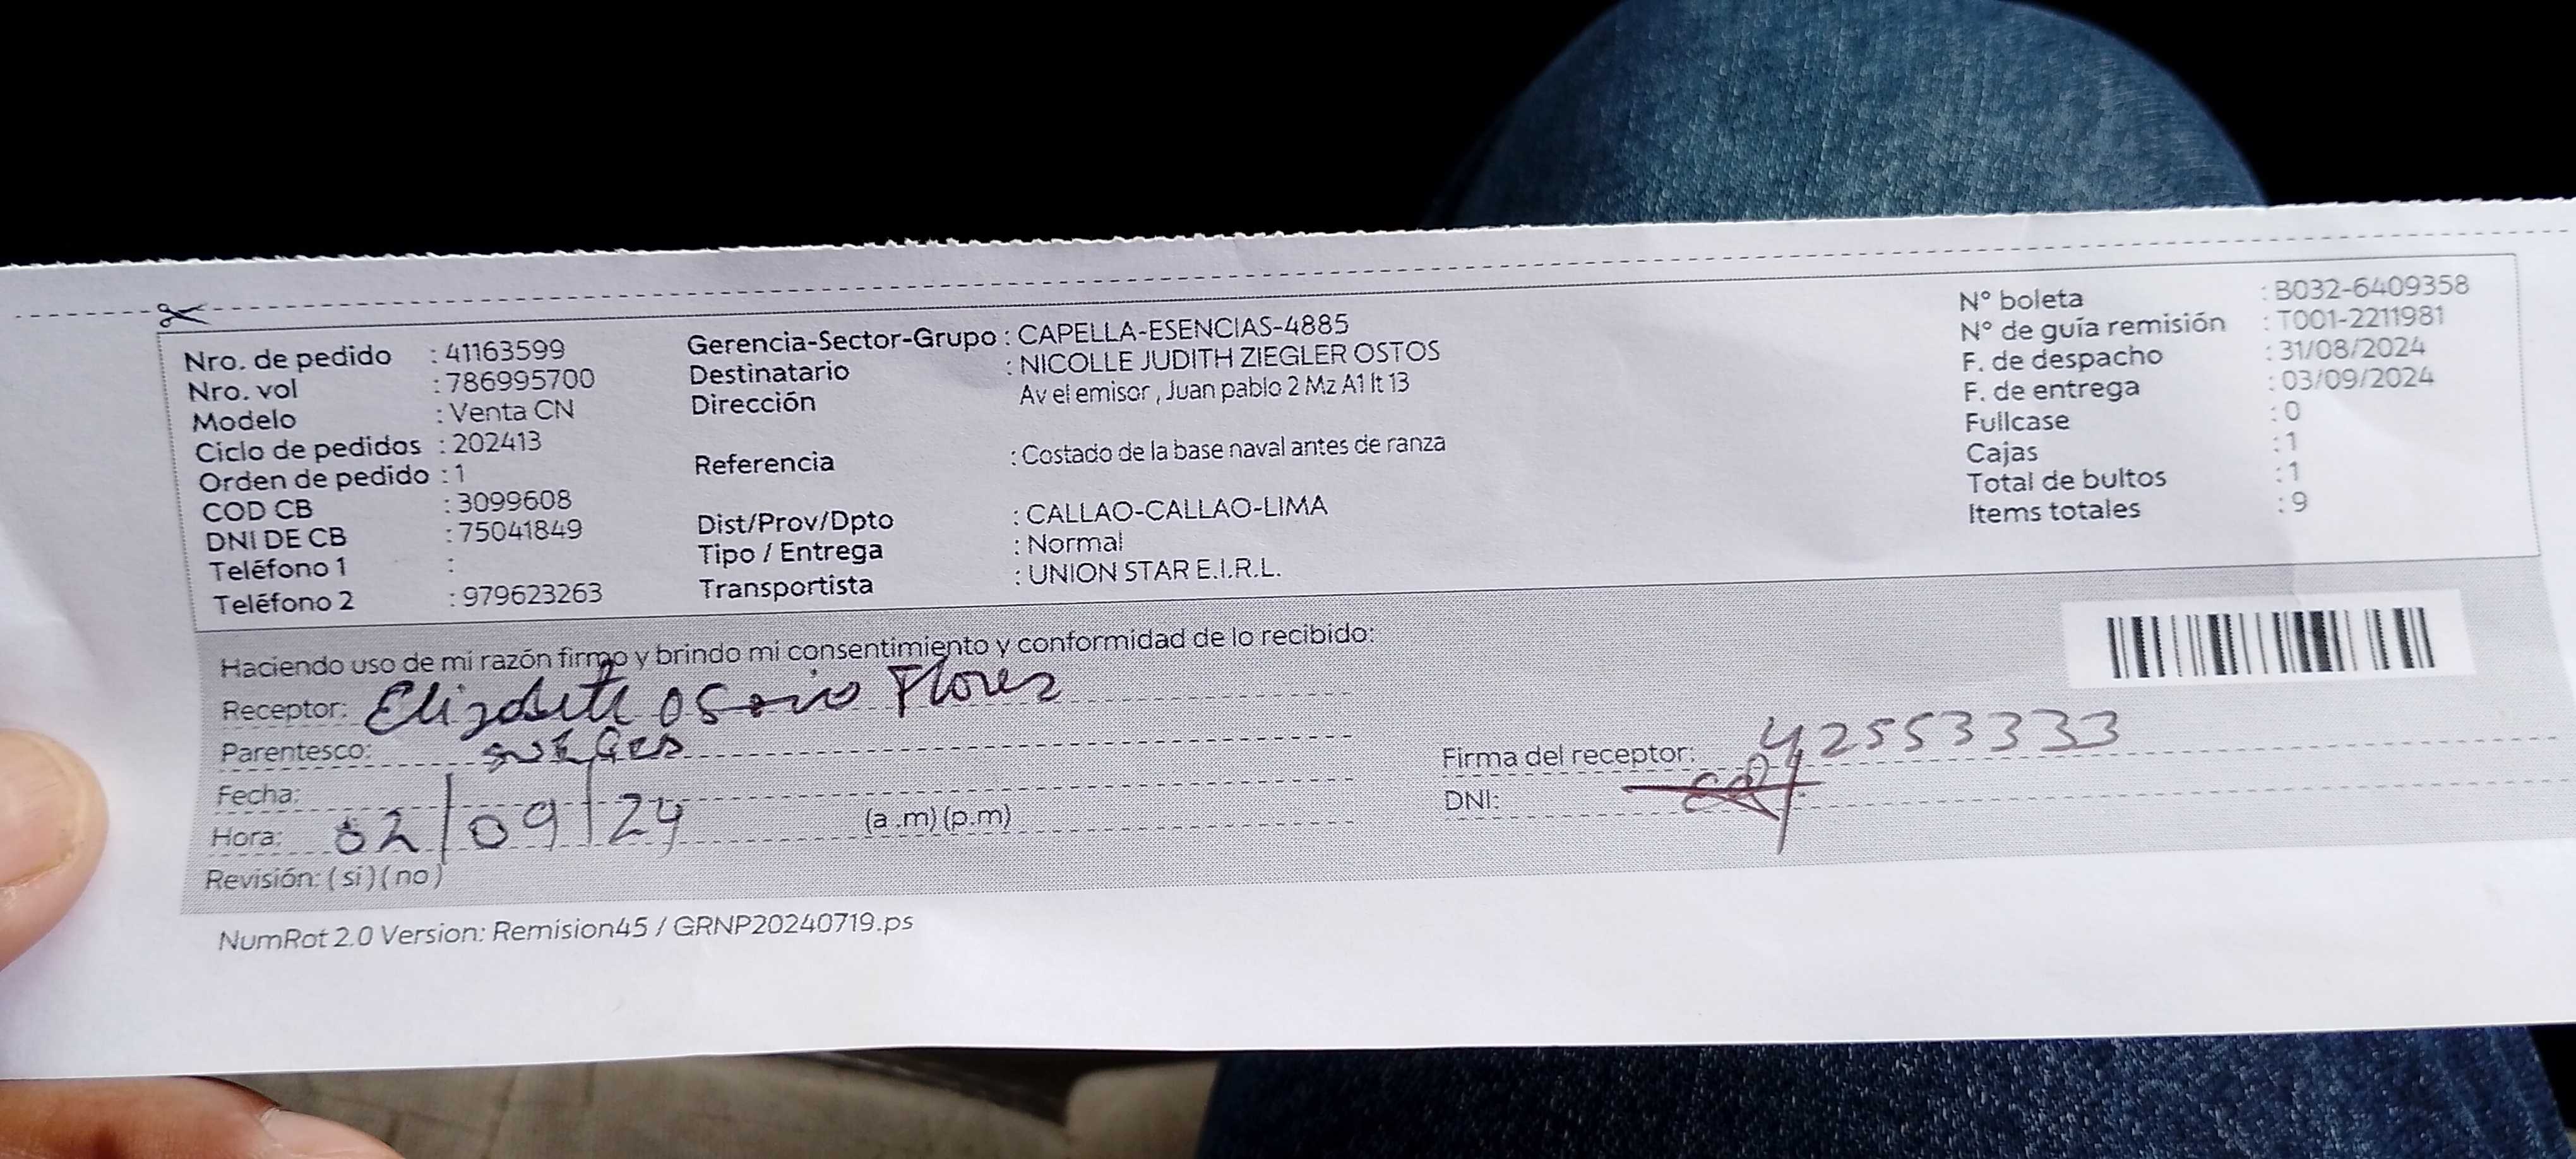 Nro. de pedido : 41163599
Nro. vol : 786995700
Modelo : Venta CN
Ciclo de pedidos : 202413
Orden de pedido : 1
COD CB : 3099608
DNI DE CB : 75041849
Teléfono 1 :
Teléfono 2 : 979623263
Gerencia-Sector-Grupo : CAPELLA-ESENCIAS-4885
Destinatario : NICOLLE JUDITH ZIEGLER OSTOS
Dirección Av el emisor , Juan pablo 2 Mz A1 lt 13
Referencia : Costado de la base naval antes de ranza
Dist/Prov/Dpto : CALLAO-CALLAO-LIMA
Tipo / Entrega : Normal
Transportista : UNION STAR E.I.R.L.
N° boleta : B032-6409358
N° de guía remisión : T001-2211981
F. de despacho : 31/08/2024
F. de entrega : 03/09/2024
Fullcase : 0
Cajas : 1
Total de bultos : 1
Items totales : 9
Haciendo uso de mi razón firmo y brindo mi consentimiento y conformidad de lo recibido:
Receptor: Elizabeth Osorio Flores
Parentesco:
Fecha:
Hora: 02/09/24 (a .m) (p.m)
Revisión: ( si ) ( no )
Firma del receptor: 42553333
DNI:
NumRot 2.0 Version: Remision45 / GRNP20240719.ps